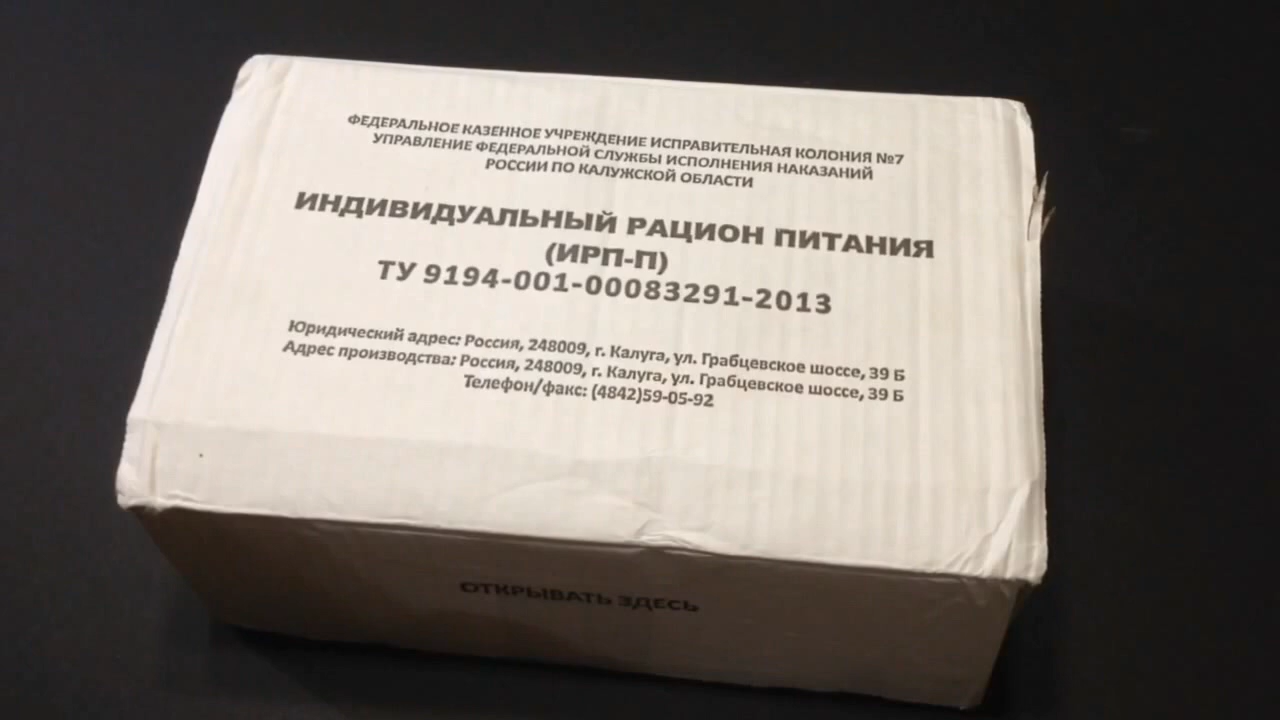 ФЕДЕРАЛЬНОЕ КАЗЕННОЕ УЧРЕЖДЕНИЕ ИСПРАВИТЕЛЬНАЯ КОЛОНИЯ №7
УПРАВЛЕНИЕ ФЕДЕРАЛЬНОЙ СЛУЖБЫ ИСПОЛНЕНИЯ НАКАЗАНИЙ
РОССИИ ПО КАЛУЖСКОЙ ОБЛАСТИ
ИНДИВИДУАЛЬНЫЙ РАЦИОН ПИТАНИЯ
(ИРП-П)
ТУ 9194-001-00083291-2013
Юридический адрес: Россия, 248009, г. Калуга, ул. Грабцевское шоссе, 39 Б
Адрес производства: Россия, 248009, г. Калуга, ул. Грабцевское шоссе, 39 Б
Телефон/факс: (4842)59-05-92
ОТКРЫВАТЬ ЗДЕСЬ